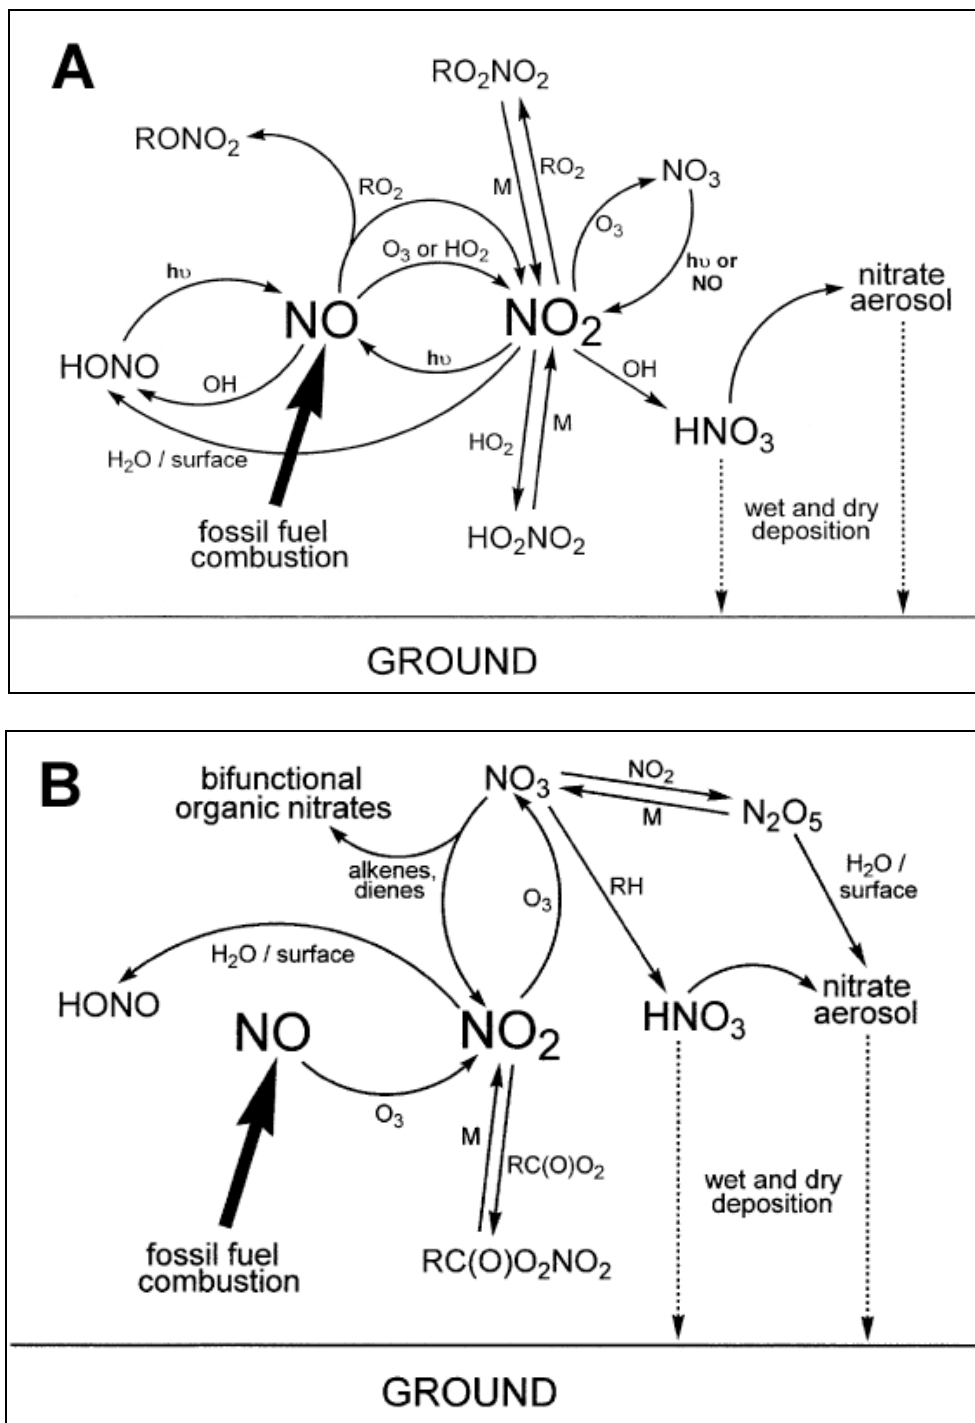 A
RO₂NO₂
RONO₂
RO₂
M
RO₂
NO₃
O₃
O₃ or HO₂
hυ or
NO
nitrate
aerosol
hυ
NO
NO₂
HONO
OH
hυ
OH
HNO₃
H₂O / surface
HO₂
M
fossil fuel
combustion
HO₂NO₂
wet and dry
deposition
GROUND
B
bifunctional
organic nitrates
NO₃
NO₂
M
N₂O₅
alkenes,
dienes
O₃
RH
H₂O /
surface
H₂O / surface
HONO
NO
NO₂
HNO₃
nitrate
aerosol
O₃
M
RC(O)O₂
wet and dry
deposition
fossil fuel
combustion
RC(O)O₂NO₂
GROUND